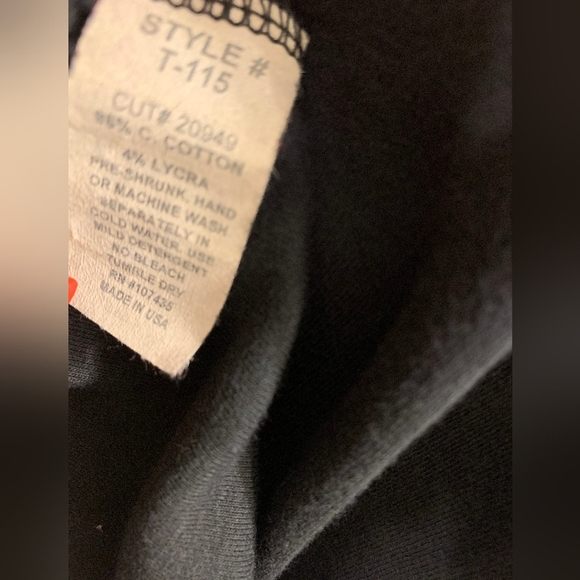 STYLE #
T-115
CUT# 20949
96% C. COTTON
4% LYCRA
PRE-SHRUNK. HAND
OR MACHINE WASH
SEPARATELY IN
COLD WATER. USE
MILD DETERGENT
NO BLEACH
TUMBLE DRY
RN #107435
MADE IN USA